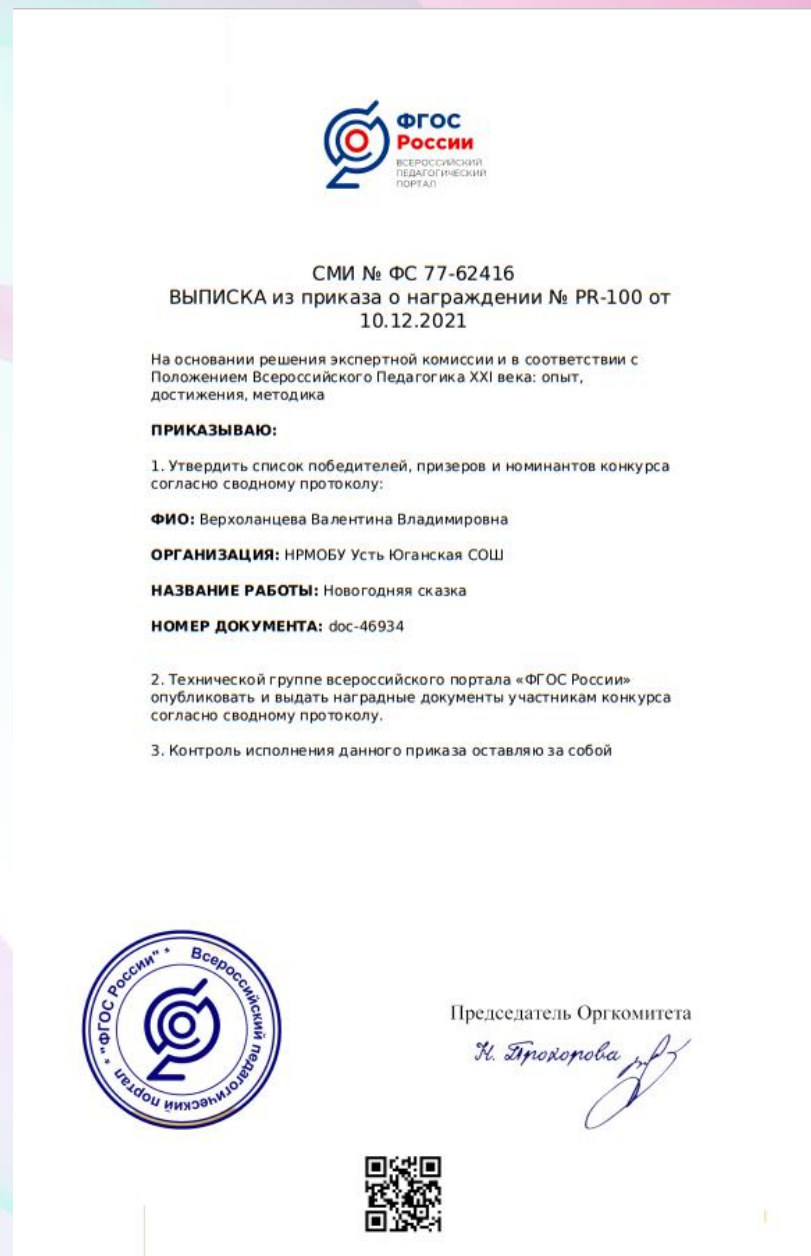 ФГОС
России
ВСЕРОССИЙСКИЙ
ПЕДАГОГИЧЕСКИЙ
ПОРТАЛ
СМИ № ФС 77-62416
ВЫПИСКА из приказа о награждении № PR-100 от
10.12.2021
На основании решения экспертной комиссии и в соответствии с
Положением Всероссийского Педагогика XXI века: опыт,
достижения, методика
ПРИКАЗЫВАЮ:
1. Утвердить список победителей, призеров и номинантов конкурса
согласно сводному протоколу:
ФИО: Верхоланцева Валентина Владимировна
ОРГАНИЗАЦИЯ: НРМОБУ Усть Юганская СОШ
НАЗВАНИЕ РАБОТЫ: Новогодняя сказка
НОМЕР ДОКУМЕНТА: doc-46934
2. Технической группе всероссийского портала «ФГОС России»
опубликовать и выдать наградные документы участникам конкурса
согласно сводному протоколу.
3. Контроль исполнения данного приказа оставляю за собой
Всероссийский педагогический портал * "ФГОС России" *
Председатель Оргкомитета
Н. Прохорова